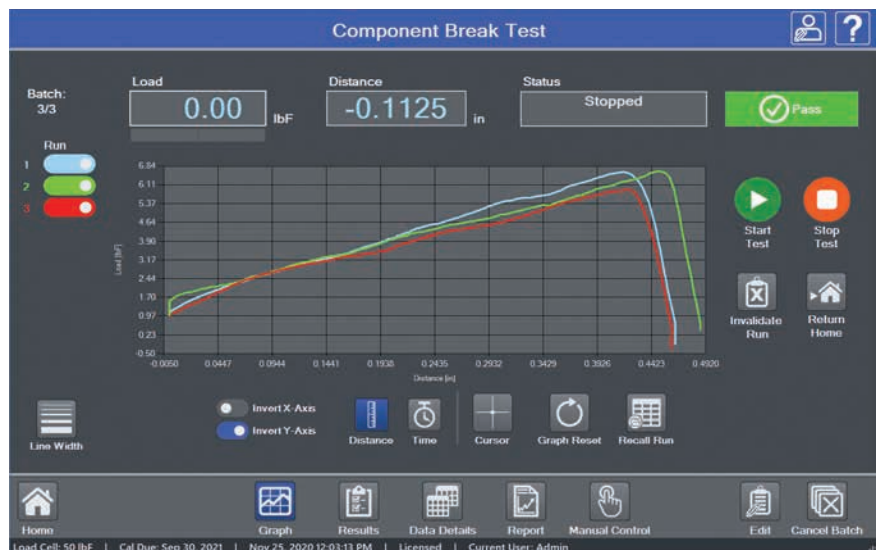 Component Break Test
?
Batch:
3/3
Load
0.00
lbF
Distance
-0.1125
in
Status
Stopped
Pass
Run
1
2
3
6.84
6.11
5.37
4.64
3.90
3.17
2.44
1.70
0.97
0.23
-0.50
Load [lbF]
-0.0050 0.0447 0.0944 0.1441 0.1938 0.2435 0.2932 0.3429 0.3926 0.4423 0.4920
Distance [in]
Start
Test
Stop
Test
Invalidate
Run
Return
Home
Line Width
Invert X-Axis
Invert Y-Axis
Distance
Time
Cursor
Graph Reset
Recall Run
Home
Graph
Results
Data Details
Report
Manual Control
Edit
Cancel Batch
Load Cell: 50 lbF | Cal Due: Sep 30, 2021 | Nov 25, 2020 12:03:13 PM | Licensed | Current User: Admin